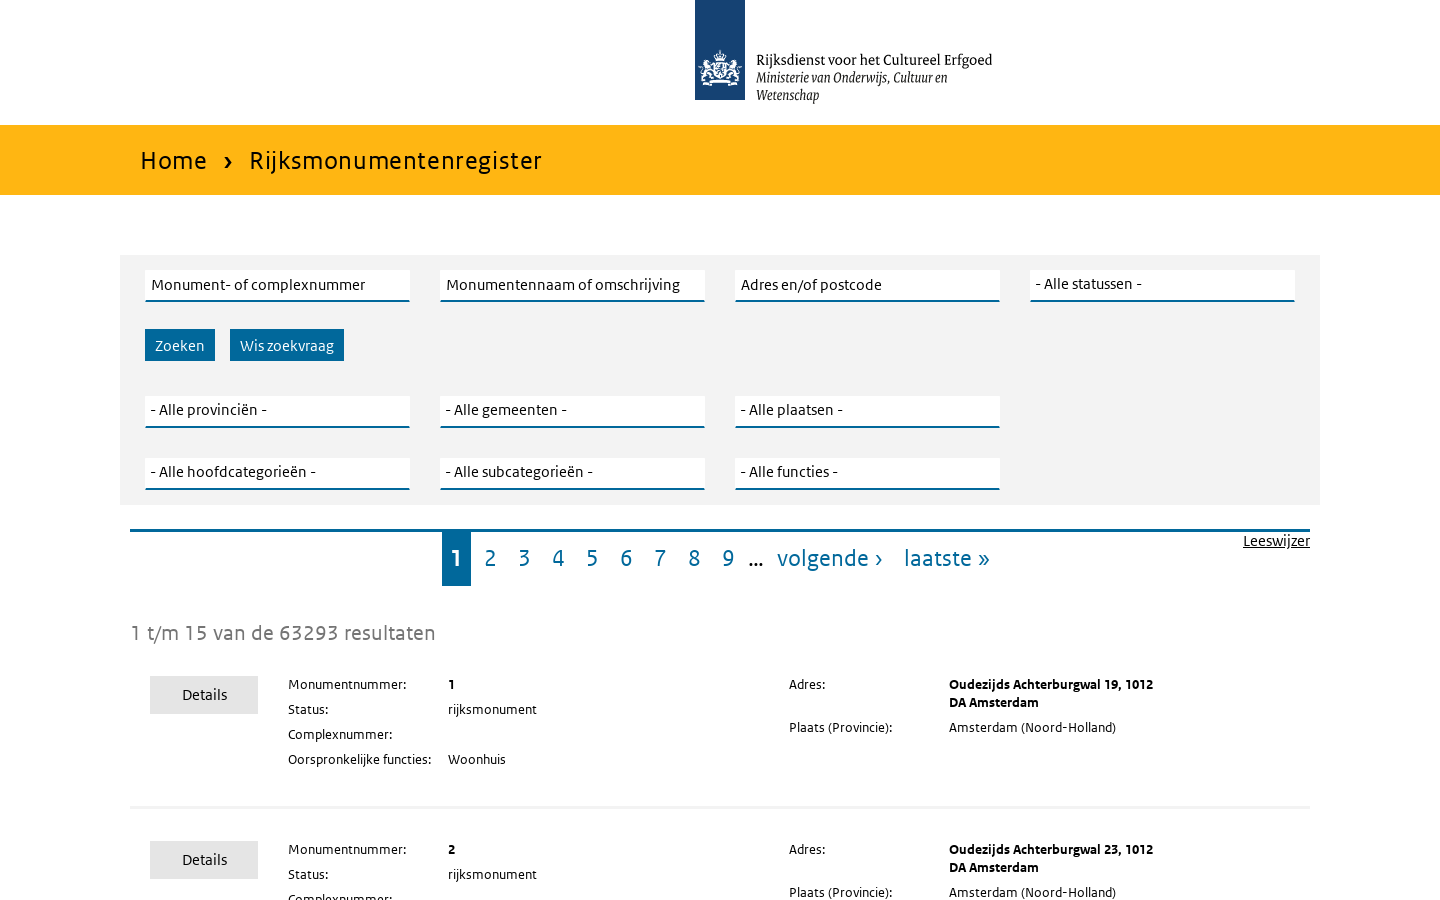 Rijksdienst voor het Cultureel Erfgoed
Ministerie van Onderwijs, Cultuur en
Wetenschap
Home › Rijksmonumentenregister
Monument- of complexnummer Monumentennaam of omschrijving Adres en/of postcode - Alle statussen -
Zoeken Wis zoekvraag
- Alle provinciën - - Alle gemeenten - - Alle plaatsen -
- Alle hoofdcategorieën - - Alle subcategorieën - - Alle functies -
Leeswijzer
1 2 3 4 5 6 7 8 9 … volgende › laatste »
1 t/m 15 van de 63293 resultaten
Details
Monumentnummer: 1
Status: rijksmonument
Complexnummer:
Oorspronkelijke functies: Woonhuis
Adres: Oudezijds Achterburgwal 19, 1012
DA Amsterdam
Plaats (Provincie): Amsterdam (Noord-Holland)
Details
Monumentnummer: 2
Status: rijksmonument
Complexnummer:
Adres: Oudezijds Achterburgwal 23, 1012
DA Amsterdam
Plaats (Provincie): Amsterdam (Noord-Holland)